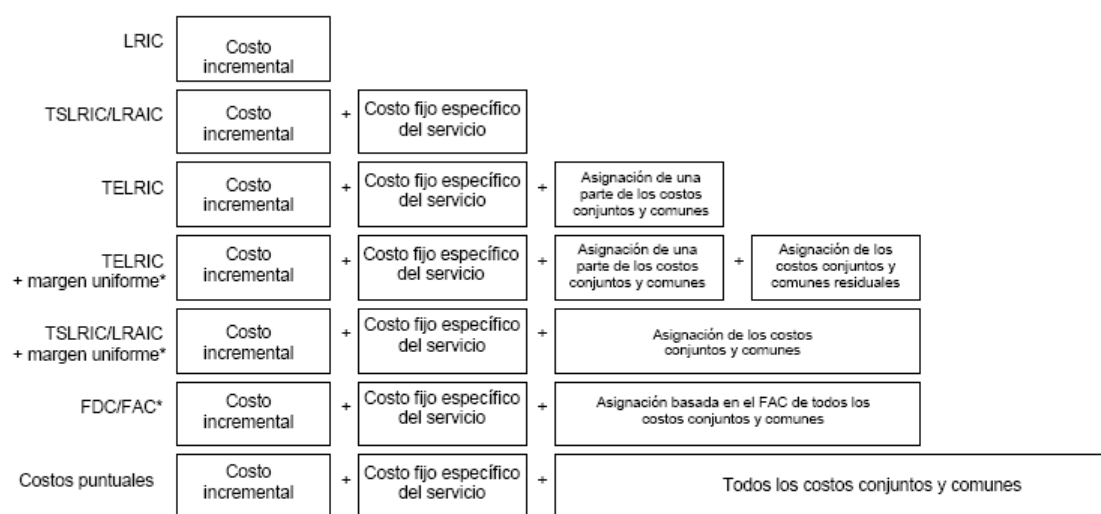 LRIC
Costo
incremental
TSLRIC/LRAIC
Costo
incremental
+
Costo fijo específico
del servicio
TELRIC
Costo
incremental
+
Costo fijo específico
del servicio
+
Asignación de una
parte de los costos
conjuntos y comunes
TELRIC
+ margen uniforme*
Costo
incremental
+
Costo fijo específico
del servicio
+
Asignación de una
parte de los costos
conjuntos y comunes
+
Asignación de los
costos conjuntos y
comunes residuales
TSLRIC/LRAIC
+ margen uniforme*
Costo
incremental
+
Costo fijo específico
del servicio
+
Asignación de los costos
conjuntos y comunes
FDC/FAC*
Costo
incremental
+
Costo fijo específico
del servicio
+
Asignación basada en el FAC de todos los
costos conjuntos y comunes
Costos puntuales
Costo
incremental
+
Costo fijo específico
del servicio
+
Todos los costos conjuntos y comunes